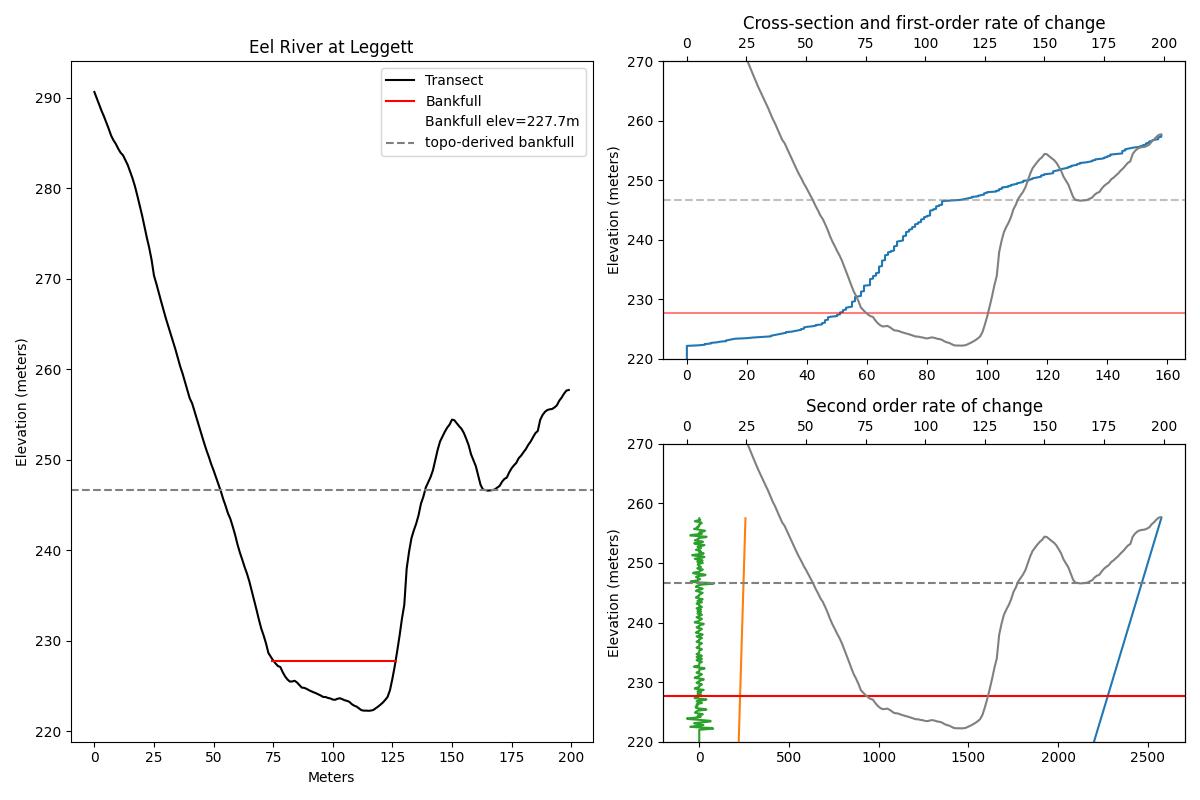 Eel River at Leggett
Transect
Bankfull
Bankfull elev=227.7m
topo-derived bankfull
290
280
270
260
250
240
230
220
Elevation (meters)
0 25 50 75 100 125 150 175 200
Meters
Cross-section and first-order rate of change
0 25 50 75 100 125 150 175 200
270
260
250
240
230
220
Elevation (meters)
0 20 40 60 80 100 120 140 160
Second order rate of change
0 25 50 75 100 125 150 175 200
270
260
250
240
230
220
Elevation (meters)
0 500 1000 1500 2000 2500